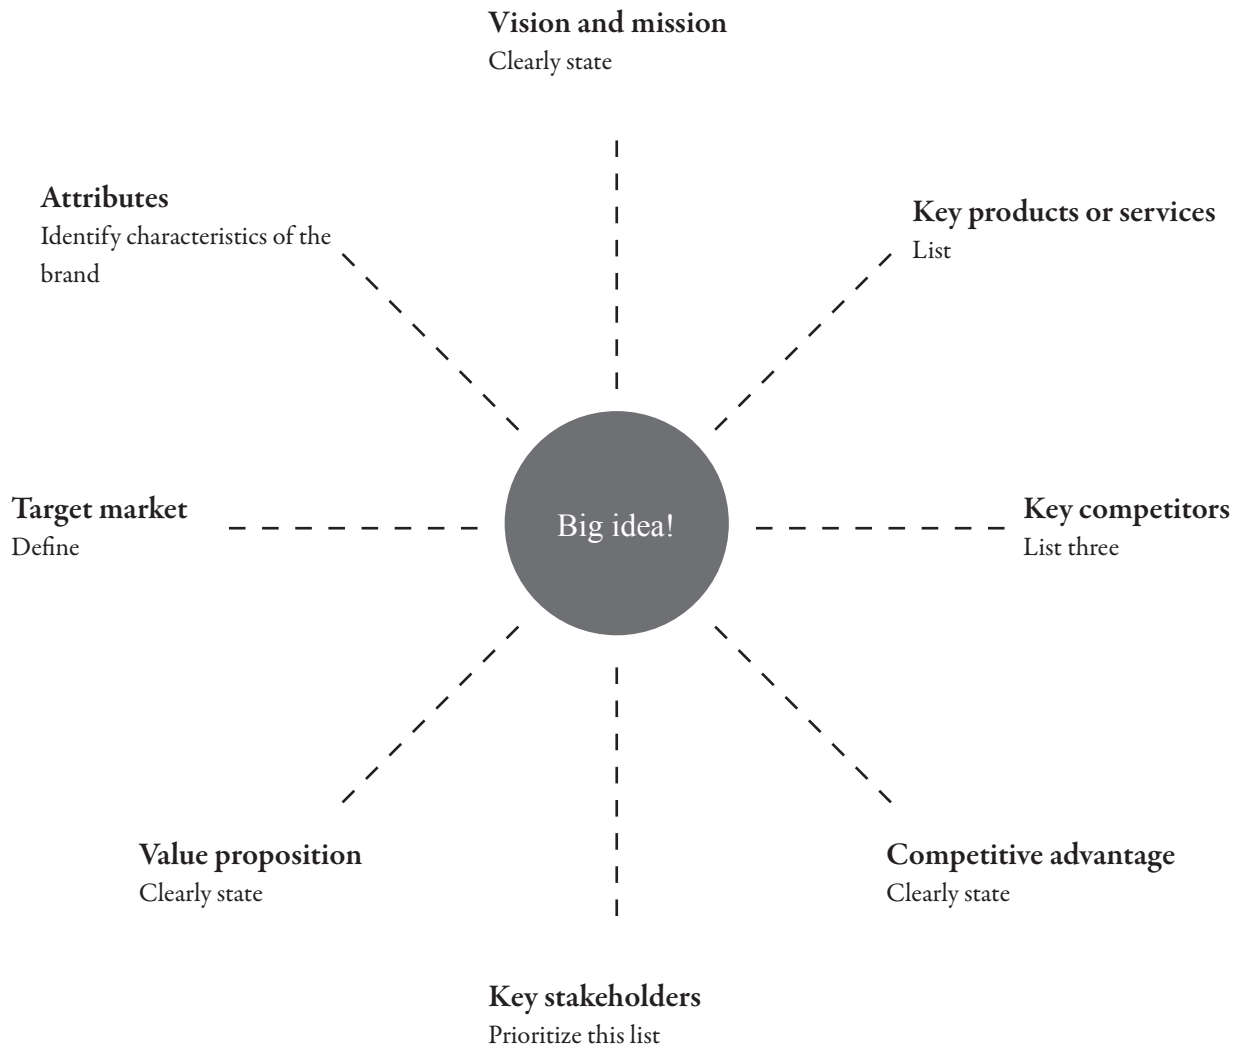 Vision and mission
Clearly state
Attributes
Identify characteristics of the
brand
Key products or services
List
Target market
Define
Big idea!
Key competitors
List three
Value proposition
Clearly state
Competitive advantage
Clearly state
Key stakeholders
Prioritize this list